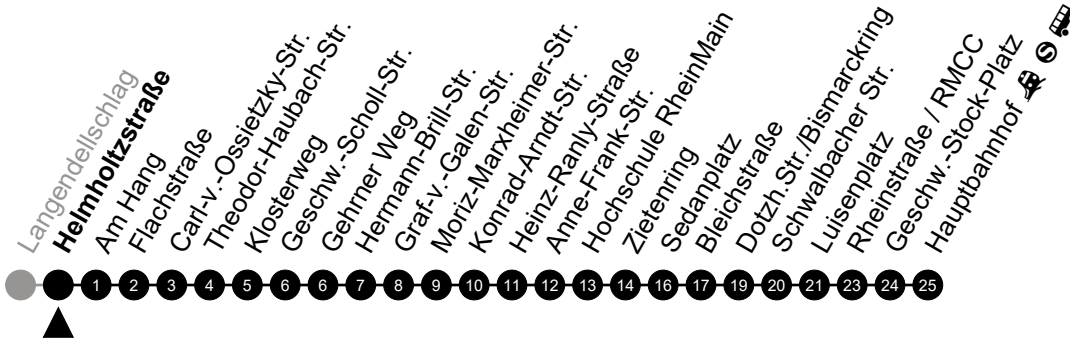 Langendellschlag
Helmholtzstraße
Am Hang
Flachstraße
Carl-v.-Ossietzky-Str.
Theodor-Haubach-Str.
Klosterweg
Geschw.-Scholl-Str.
Gehrner Weg
Hermann-Brill-Str.
Graf-v.-Galen-Str.
Moriz-Marxheimer-Str.
Konrad-Arndt-Str.
Heinz-Ranly-Straße
Anne-Frank-Str.
Hochschule RheinMain
Zietenring
Sedanplatz
Bleichstraße
Dotzh.Str./Bismarckring
Schwalbacher Str.
Luisenplatz
Rheinstraße / RMCC
Geschw.-Stock-Platz
Hauptbahnhof S
1 2 3 4 5 6 6 7 8 9 10 11 12 13 14 16 17 19 20 21 23 24 25